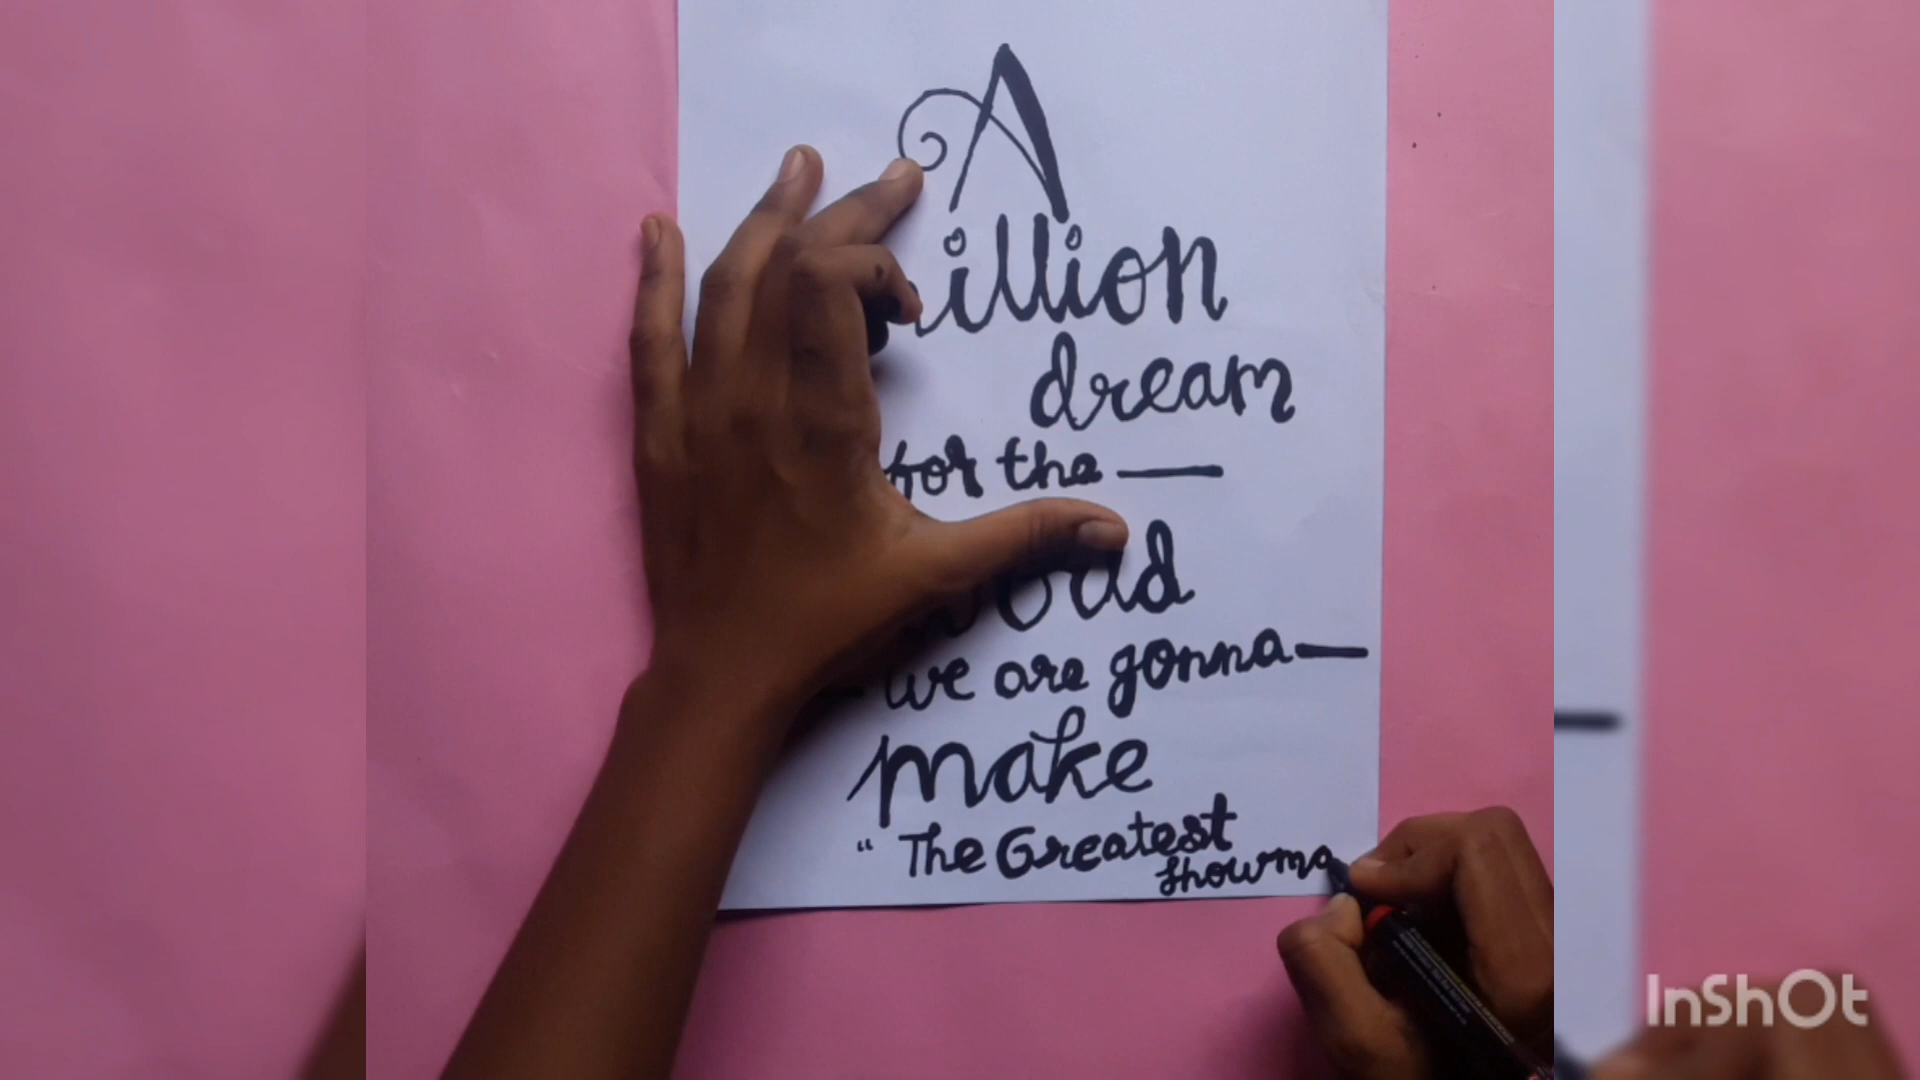 A
illion
dream
for the —
we are gonna —
make
“ The Greatest
showma
InShOt